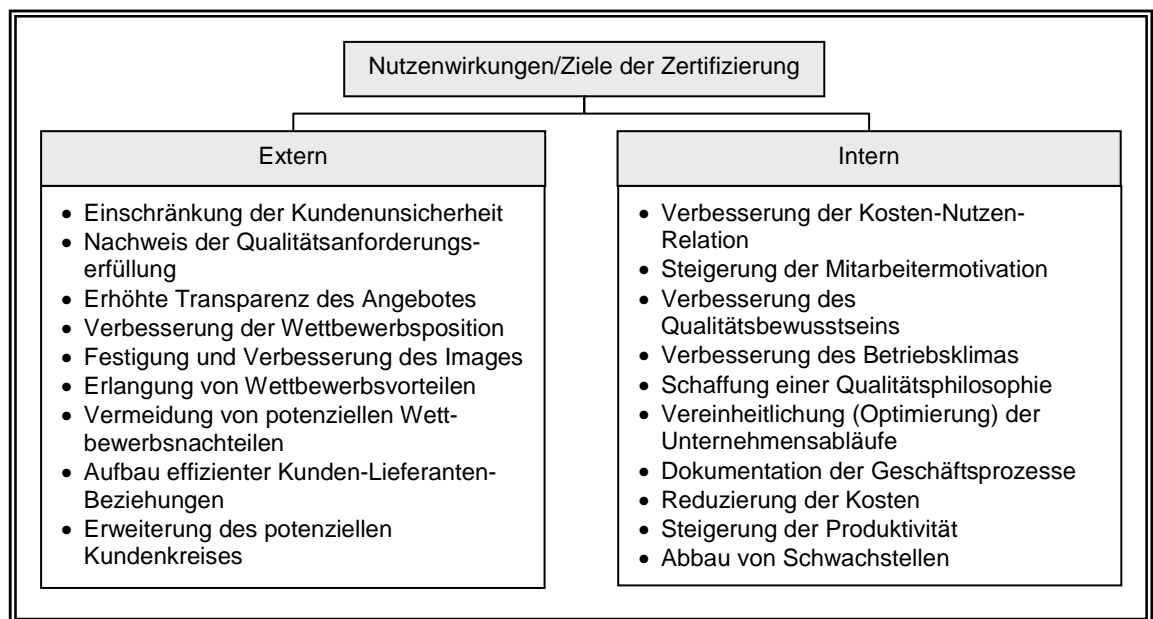 Nutzenwirkungen/Ziele der Zertifizierung
Extern
• Einschränkung der Kundenunsicherheit
• Nachweis der Qualitätsanforderungs-
erfüllung
• Erhöhte Transparenz des Angebotes
• Verbesserung der Wettbewerbsposition
• Festigung und Verbesserung des Images
• Erlangung von Wettbewerbsvorteilen
• Vermeidung von potenziellen Wett-
bewerbsnachteilen
• Aufbau effizienter Kunden-Lieferanten-
Beziehungen
• Erweiterung des potenziellen
Kundenkreises
Intern
• Verbesserung der Kosten-Nutzen-
Relation
• Steigerung der Mitarbeitermotivation
• Verbesserung des
Qualitätsbewusstseins
• Verbesserung des Betriebsklimas
• Schaffung einer Qualitätsphilosophie
• Vereinheitlichung (Optimierung) der
Unternehmensabläufe
• Dokumentation der Geschäftsprozesse
• Reduzierung der Kosten
• Steigerung der Produktivität
• Abbau von Schwachstellen